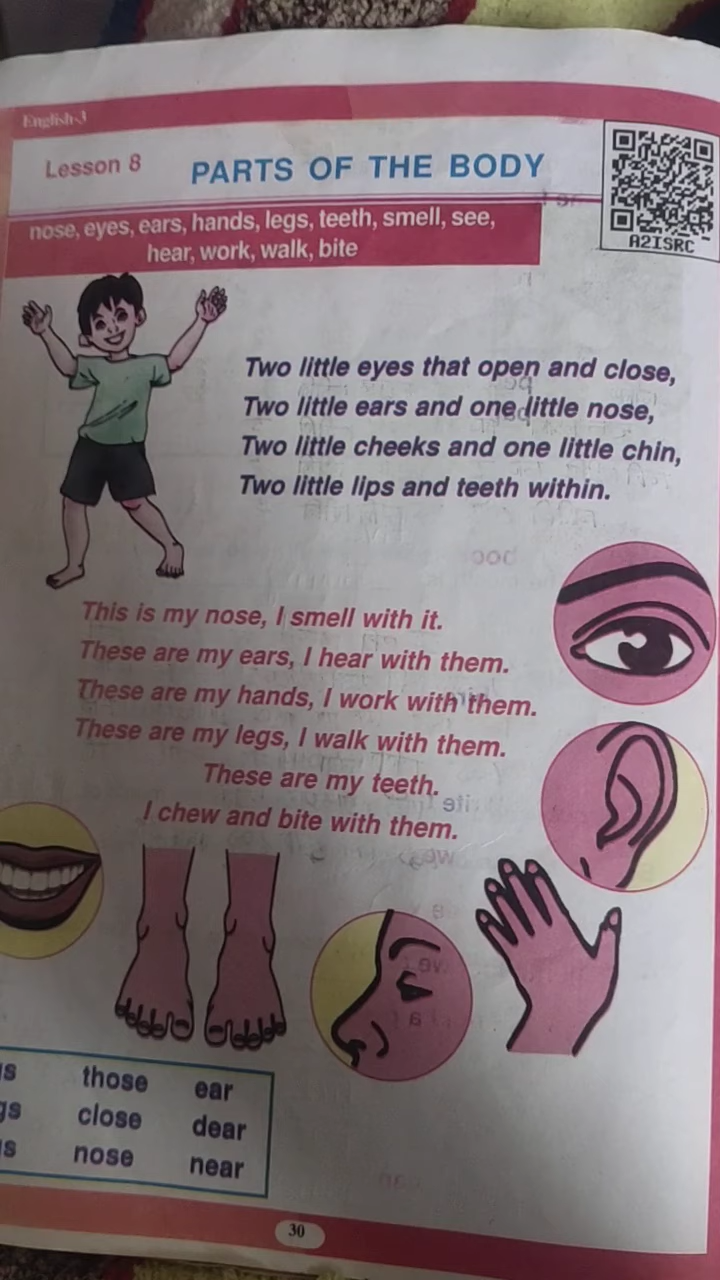 English-3
Lesson 8
PARTS OF THE BODY
A2ISRC
nose, eyes, ears, hands, legs, teeth, smell, see,
hear, work, walk, bite
Two little eyes that open and close,
Two little ears and one little nose,
Two little cheeks and one little chin,
Two little lips and teeth within.
This is my nose, I smell with it.
These are my ears, I hear with them.
These are my hands, I work with them.
These are my legs, I walk with them.
These are my teeth.
I chew and bite with them.
those ear
close dear
nose near
30